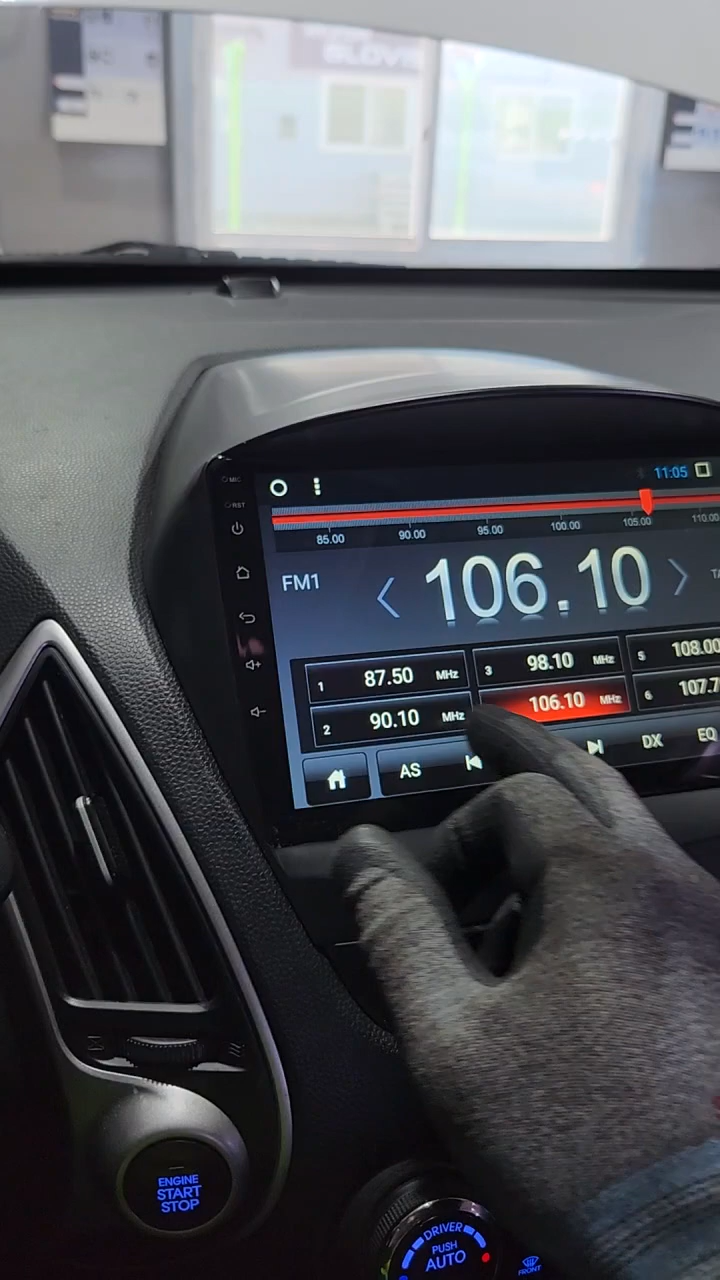 GLOVIS
MIC
RST
11:05
85.00 90.00 95.00 100.00 105.00 110.00
FM1
106.10
1 87.50 MHz
3 98.10 MHz
5 108.00
2 90.10 MHz
106.10 MHz
6 107.7
AS DX EQ
ENGINE
START
STOP
DRIVER
PUSH
AUTO
FRONT